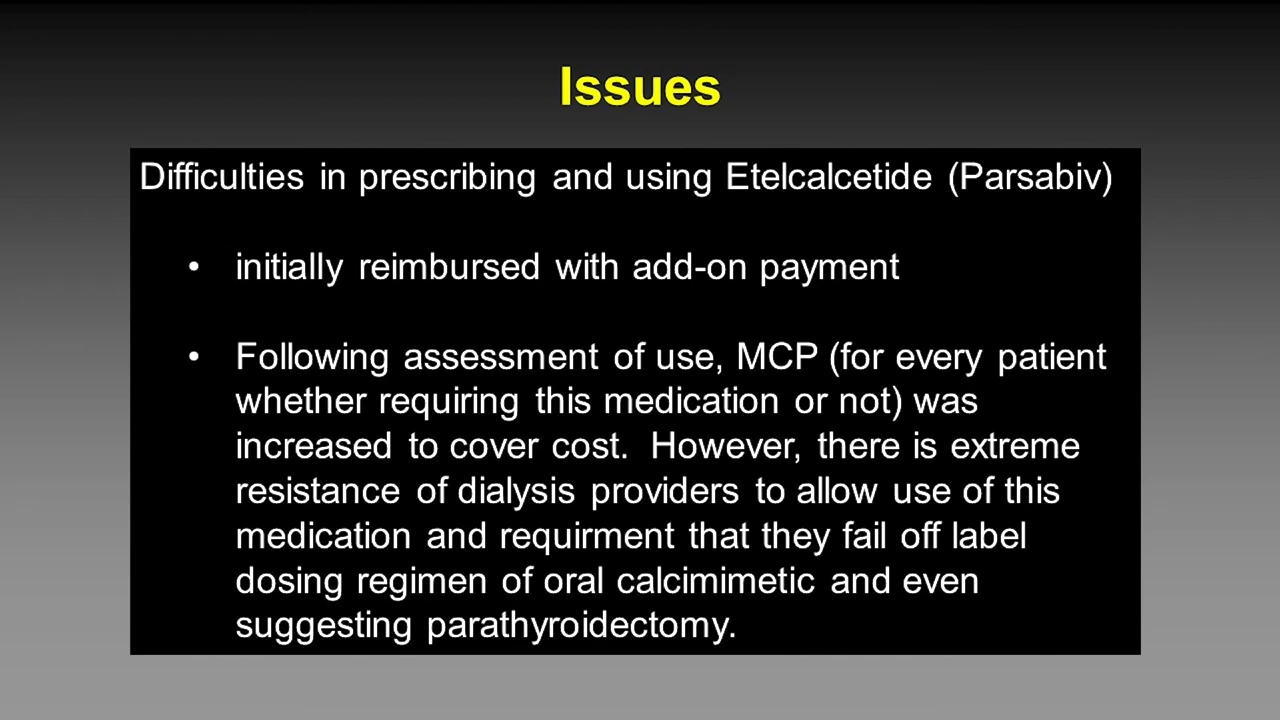 Issues
Difficulties in prescribing and using Etelcalcetide (Parsabiv)
• initially reimbursed with add-on payment
• Following assessment of use, MCP (for every patient
whether requiring this medication or not) was
increased to cover cost. However, there is extreme
resistance of dialysis providers to allow use of this
medication and requirment that they fail off label
dosing regimen of oral calcimimetic and even
suggesting parathyroidectomy.